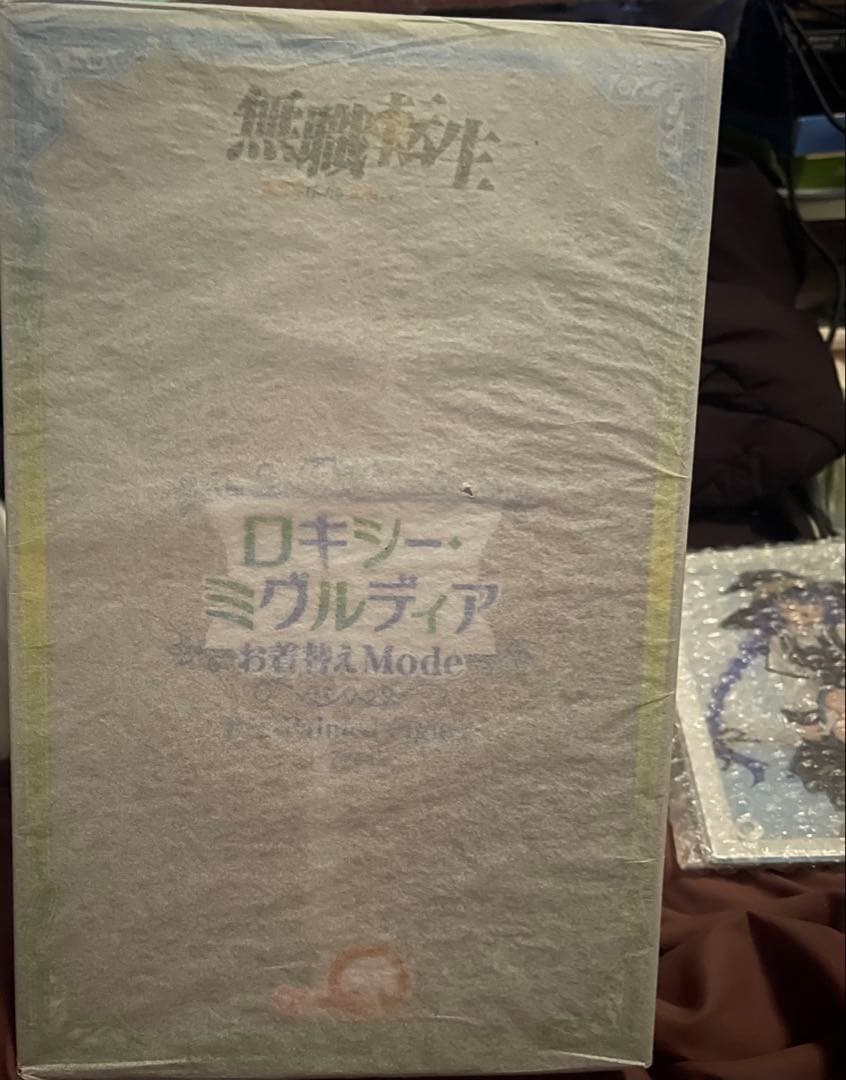 無職転生
ロキシー・
ミグルディア
お着替えMode